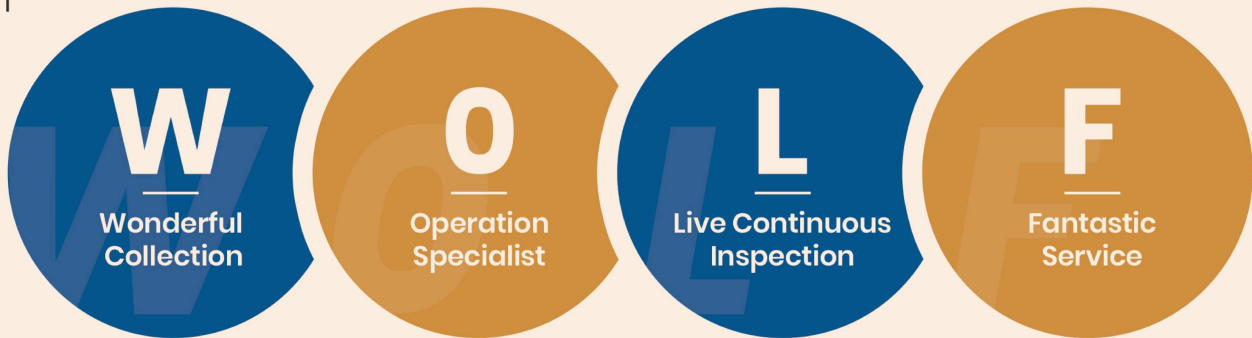 W
Wonderful
Collection
O
Operation
Specialist
L
Live Continuous
Inspection
F
Fantastic
Service